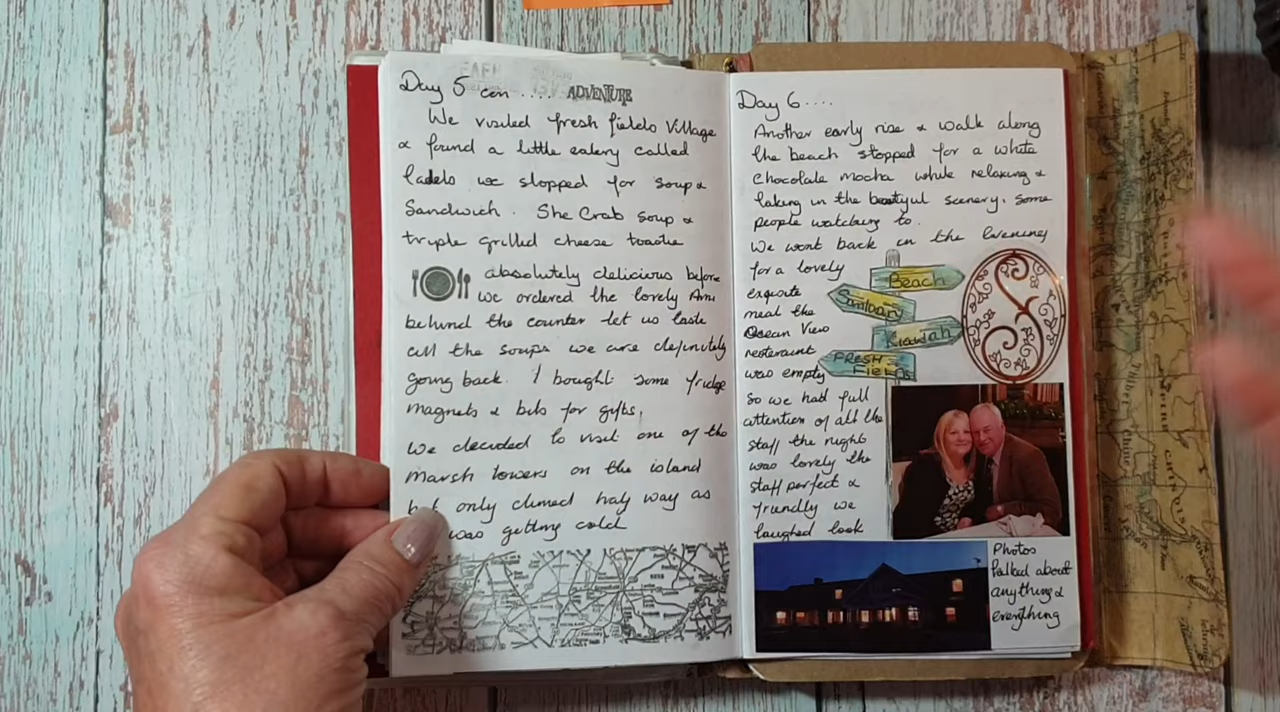 Day 5 con .....  ADVENTURE
We visited fresh fields Village
& found a little eatery called
we stopped for soup &
Sandwich. She Crab soup &
triple grilled cheese toastie
absolutely delicious before
we ordered the lovely
behind the counter let us taste
all the soups we are definitely
going back. I bought some fridge
magnets & bits for gifts.
We decided to visit one of the
Marsh towers on the island
but only climed half way as
was getting cold
Day 6....
Another early rise & walk along
the beach stopped for a white
chocolate mocha while relaxing &
taking in the beautyul scenery. Some
people watching to.
We went back in the Evening
for a lovely
exquisite
meal the
Ocean View
resteraunt
was empty
So we had full
attention of all the
staff the night
was lovely the
staff perfect &
friendly we
laughed took
Photos
talked about
anything &
everything
Beach
Sanctuary
Kiawah
FRESH
FIELDS